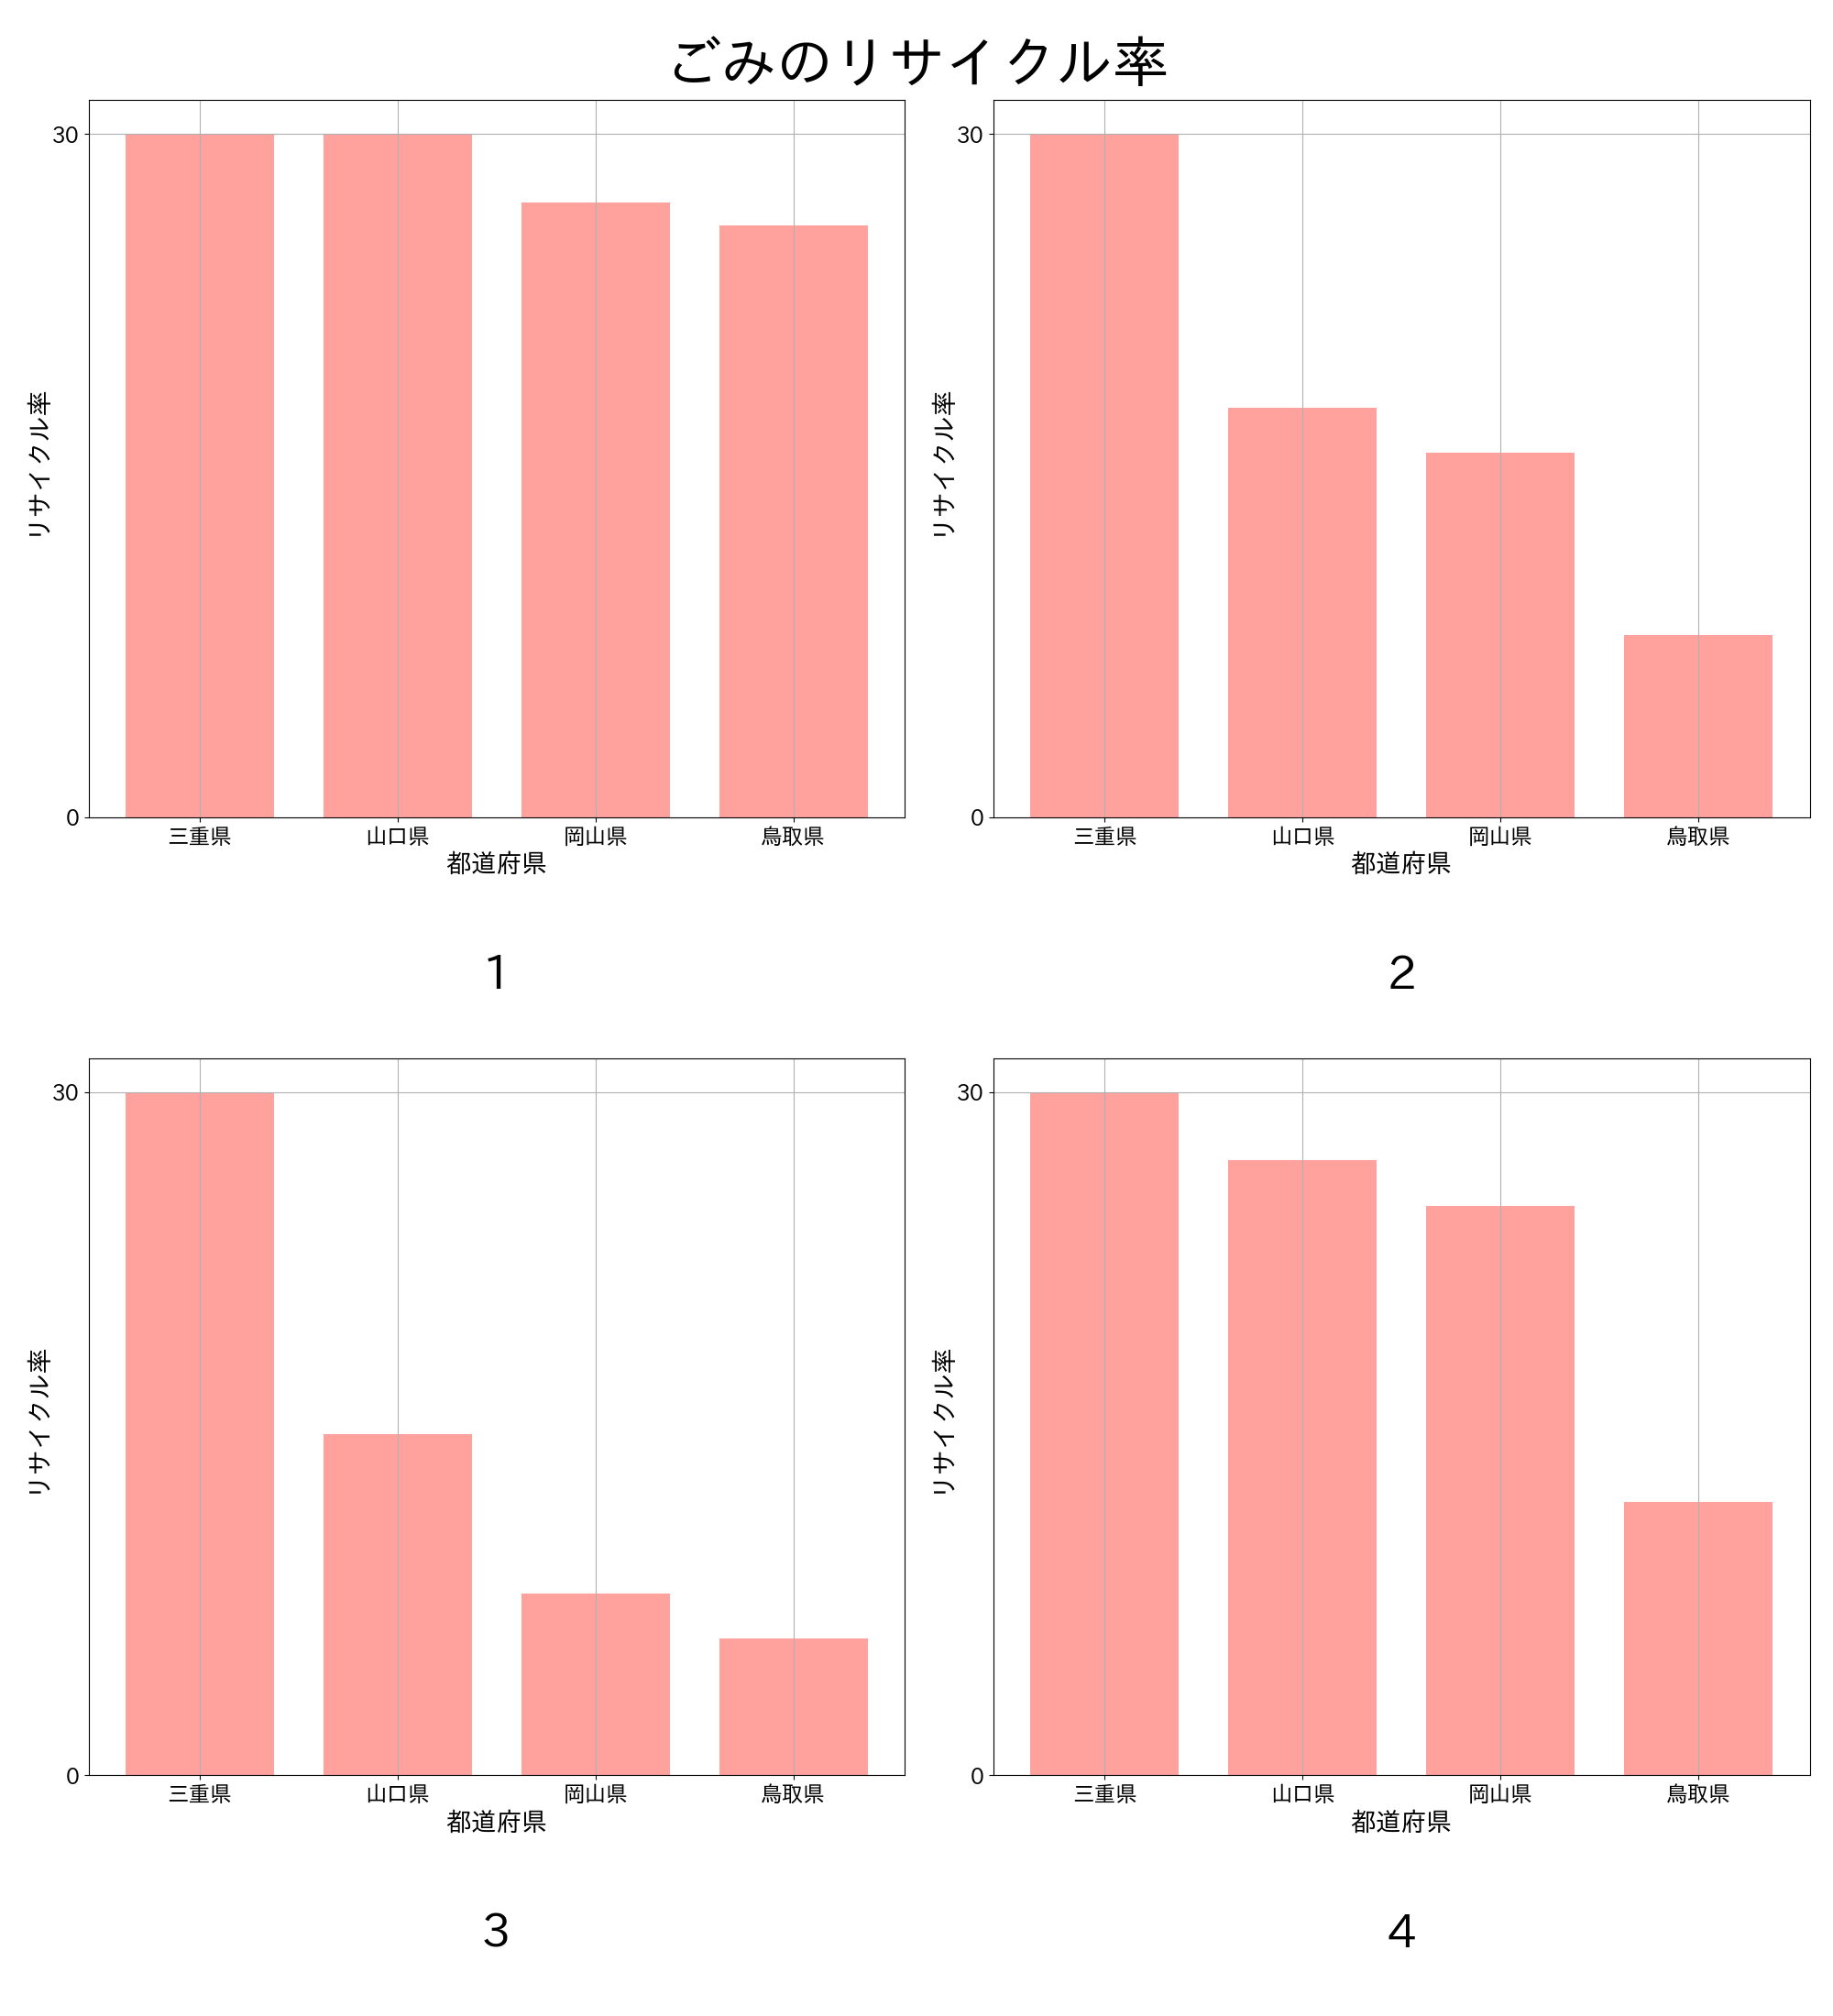 ごみのリサイクル率
30
0
リサイクル率
三重県 山口県 岡山県 鳥取県
都道府県
1
30
0
リサイクル率
三重県 山口県 岡山県 鳥取県
都道府県
2
30
0
リサイクル率
三重県 山口県 岡山県 鳥取県
都道府県
3
30
0
リサイクル率
三重県 山口県 岡山県 鳥取県
都道府県
4